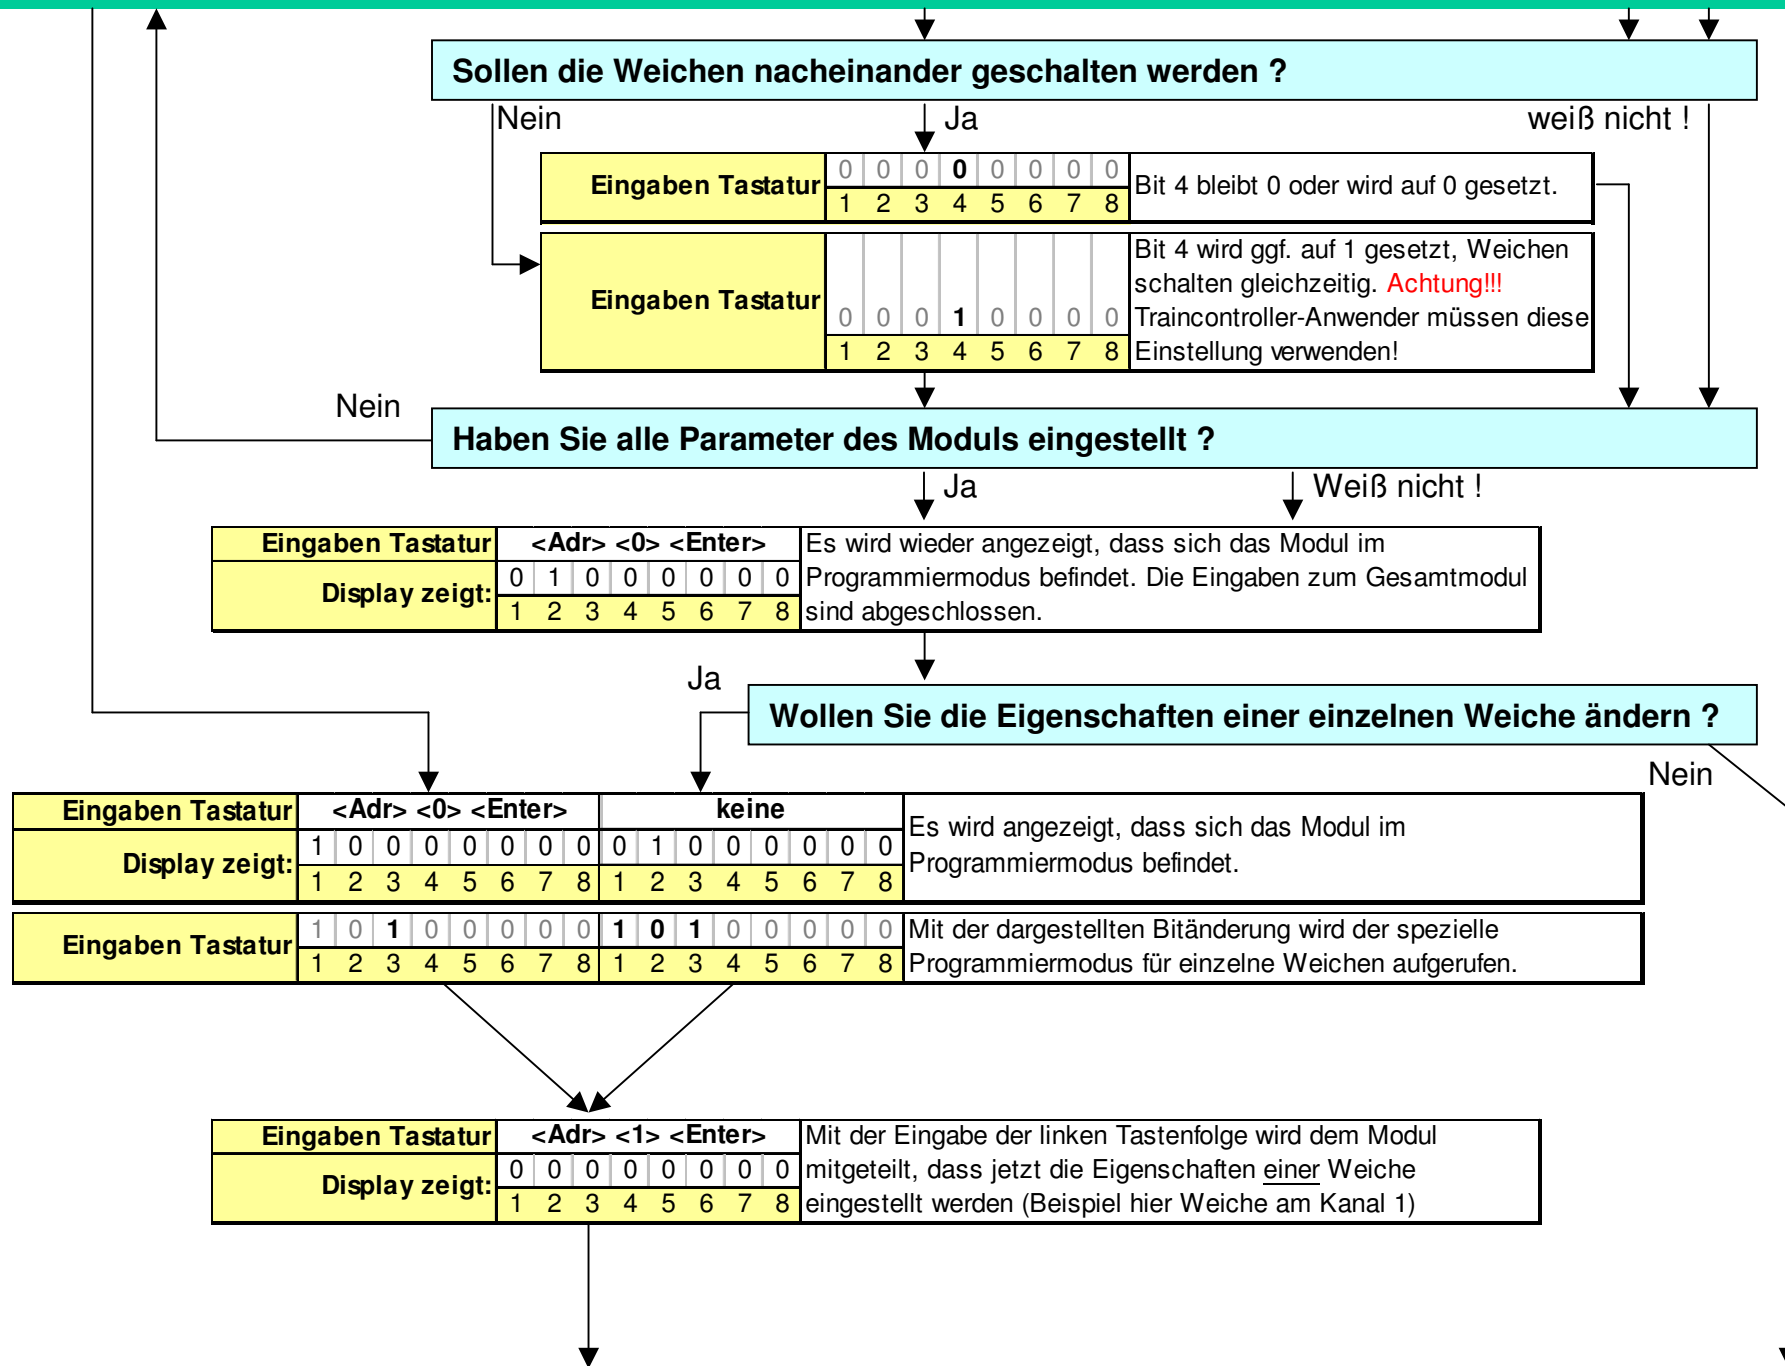 Sollen die Weichen nacheinander geschalten werden ?
Nein
Ja
weiß nicht !
Eingaben Tastatur
0 0 0 0 0 0 0 0
1 2 3 4 5 6 7 8
Bit 4 bleibt 0 oder wird auf 0 gesetzt.
Eingaben Tastatur
0 0 0 1 0 0 0 0
1 2 3 4 5 6 7 8
Bit 4 wird ggf. auf 1 gesetzt, Weichen
schalten gleichzeitig. Achtung!!!
Traincontroller-Anwender müssen diese
Einstellung verwenden!
Nein
Haben Sie alle Parameter des Moduls eingestellt ?
Ja
Weiß nicht !
Eingaben Tastatur
<Adr> <0> <Enter>
Display zeigt:
0 1 0 0 0 0 0 0
1 2 3 4 5 6 7 8
Es wird wieder angezeigt, dass sich das Modul im
Programmiermodus befindet. Die Eingaben zum Gesamtmodul
sind abgeschlossen.
Ja
Wollen Sie die Eigenschaften einer einzelnen Weiche ändern ?
Nein
Eingaben Tastatur
<Adr> <0> <Enter>
keine
Display zeigt:
1 0 0 0 0 0 0 0 0 1 0 0 0 0 0 0
1 2 3 4 5 6 7 8 1 2 3 4 5 6 7 8
Es wird angezeigt, dass sich das Modul im
Programmiermodus befindet.
Eingaben Tastatur
1 0 1 0 0 0 0 0 1 0 1 0 0 0 0 0
1 2 3 4 5 6 7 8 1 2 3 4 5 6 7 8
Mit der dargestellten Bitänderung wird der spezielle
Programmiermodus für einzelne Weichen aufgerufen.
Eingaben Tastatur
<Adr> <1> <Enter>
Display zeigt:
0 0 0 0 0 0 0 0
1 2 3 4 5 6 7 8
Mit der Eingabe der linken Tastenfolge wird dem Modul
mitgeteilt, dass jetzt die Eigenschaften einer Weiche
eingestellt werden (Beispiel hier Weiche am Kanal 1)